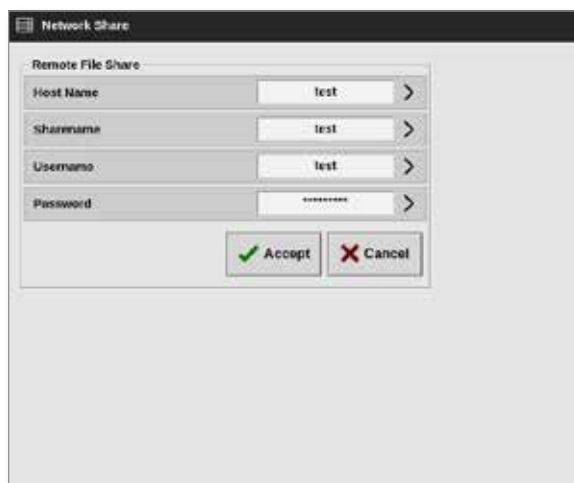 Network Share
Remote File Share
Host Name test
Sharename test
Username test
Password *********
Accept Cancel